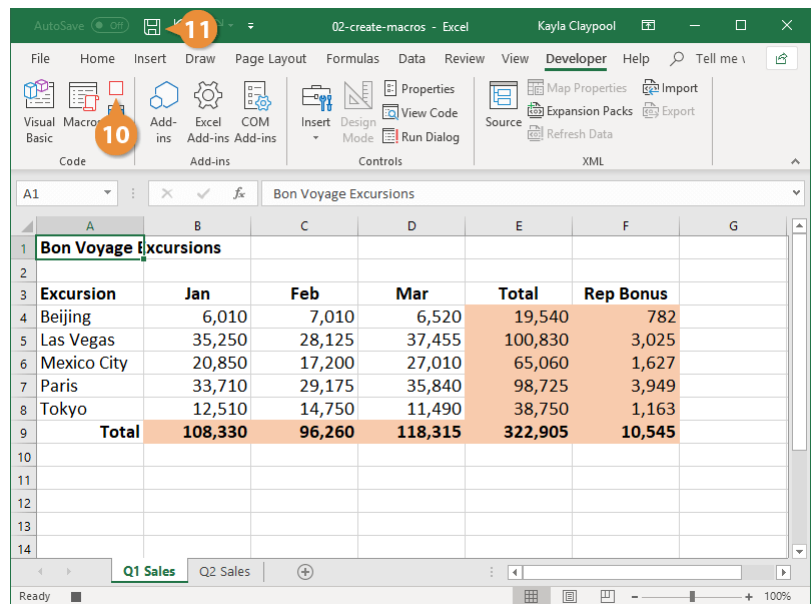 AutoSave Off 11 02-create-macros - Excel Kayla Claypool
File Home Insert Draw Page Layout Formulas Data Review View Developer Help Tell me
Visual Basic Macro 10 Add-ins Excel Add-ins COM Add-ins Insert Design Mode Properties View Code Run Dialog Source Map Properties Expansion Packs Refresh Data Import Export
Code Add-ins Controls XML
A1 fx Bon Voyage Excursions
A B C D E F G
1 Bon Voyage Excursions
2
3 Excursion Jan Feb Mar Total Rep Bonus
4 Beijing 6,010 7,010 6,520 19,540 782
5 Las Vegas 35,250 28,125 37,455 100,830 3,025
6 Mexico City 20,850 17,200 27,010 65,060 1,627
7 Paris 33,710 29,175 35,840 98,725 3,949
8 Tokyo 12,510 14,750 11,490 38,750 1,163
9 Total 108,330 96,260 118,315 322,905 10,545
10
11
12
13
14
Q1 Sales Q2 Sales
Ready 100%